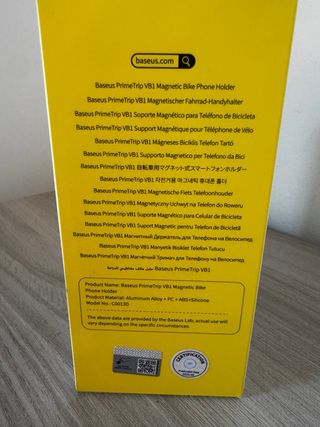 baseus.com
Baseus PrimeTrip VB1 Magnetic Bike Phone Holder
Baseus PrimeTrip VB1 Magnetischer Fahrrad-Handyhalter
Baseus PrimeTrip VB1 Soporte Magnético para Teléfono de Bicicleta
Baseus PrimeTrip VB1 Support Magnétique pour Téléphone de Vélo
Baseus PrimeTrip VB1 Mágneses Biciklis Telefon Tartó
Baseus PrimeTrip VB1 Supporto Magnetico per Telefono da Bici
Baseus PrimeTrip VB1 自転車用マグネット式スマートフォンホルダー
Baseus PrimeTrip VB1 자전거용 마그네틱 휴대폰 홀더
Baseus PrimeTrip VB1 Magnetische Fiets Telefoonhouder
Baseus PrimeTrip VB1 Magnetyczny Uchwyt na Telefon do Roweru
Baseus PrimeTrip VB1 Suporte Magnético para Celular de Bicicleta
Baseus PrimeTrip VB1 Suport Magnetic pentru Telefon de Bicicletă
Baseus PrimeTrip VB1 Магнитный Держатель для Телефона на Велосипед
Baseus PrimeTrip VB1 Manyetik Bisiklet Telefon Tutucu
Baseus PrimeTrip VB1 Магнітний Тримач для Телефона на Велосипед
حامل هاتف مغناطيسي للدراجة Baseus PrimeTrip VB1
Product Name: Baseus PrimeTrip VB1 Magnetic Bike
Phone Holder
Product Material: Aluminum Alloy + PC + ABS+Silicone
Model No.: C00130
The above data are provided by the Baseus Lab; actual use will
vary depending on the specific circumstances.
CERTIFICATION